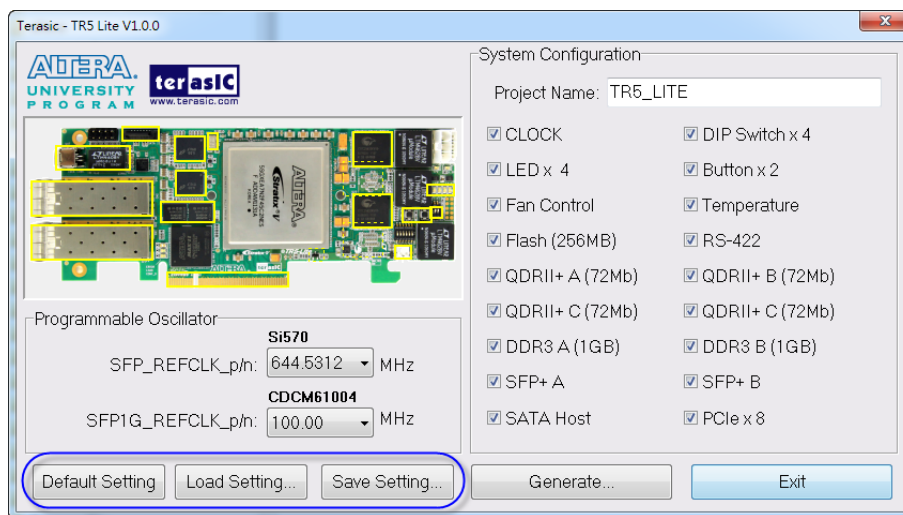 Terasic - TR5 Lite V1.0.0
ALTERA.
UNIVERSITY
PROGRAM
terasIC
www.terasic.com
ALTERA
Stratix V
System Configuration
Project Name: TR5_LITE
CLOCK DIP Switch x 4
LED x 4 Button x 2
Fan Control Temperature
Flash (256MB) RS-422
QDRII+ A (72Mb) QDRII+ B (72Mb)
QDRII+ C (72Mb) QDRII+ C (72Mb)
DDR3 A (1GB) DDR3 B (1GB)
SFP+ A SFP+ B
SATA Host PCIe x 8
Programmable Oscillator
Si570
SFP_REFCLK_p/n: 644.5312 MHz
CDCM61004
SFP1G_REFCLK_p/n: 100.00 MHz
Default Setting Load Setting... Save Setting... Generate... Exit